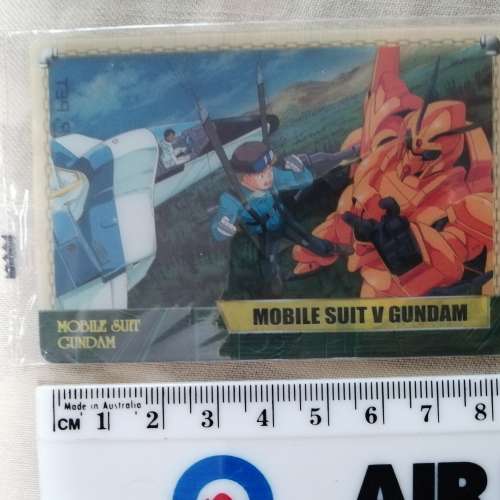 MOBILE SUIT
GUNDAM
MOBILE SUIT V GUNDAM
Made in Australia
CM 1 2 3 4 5 6 7 8
AIR